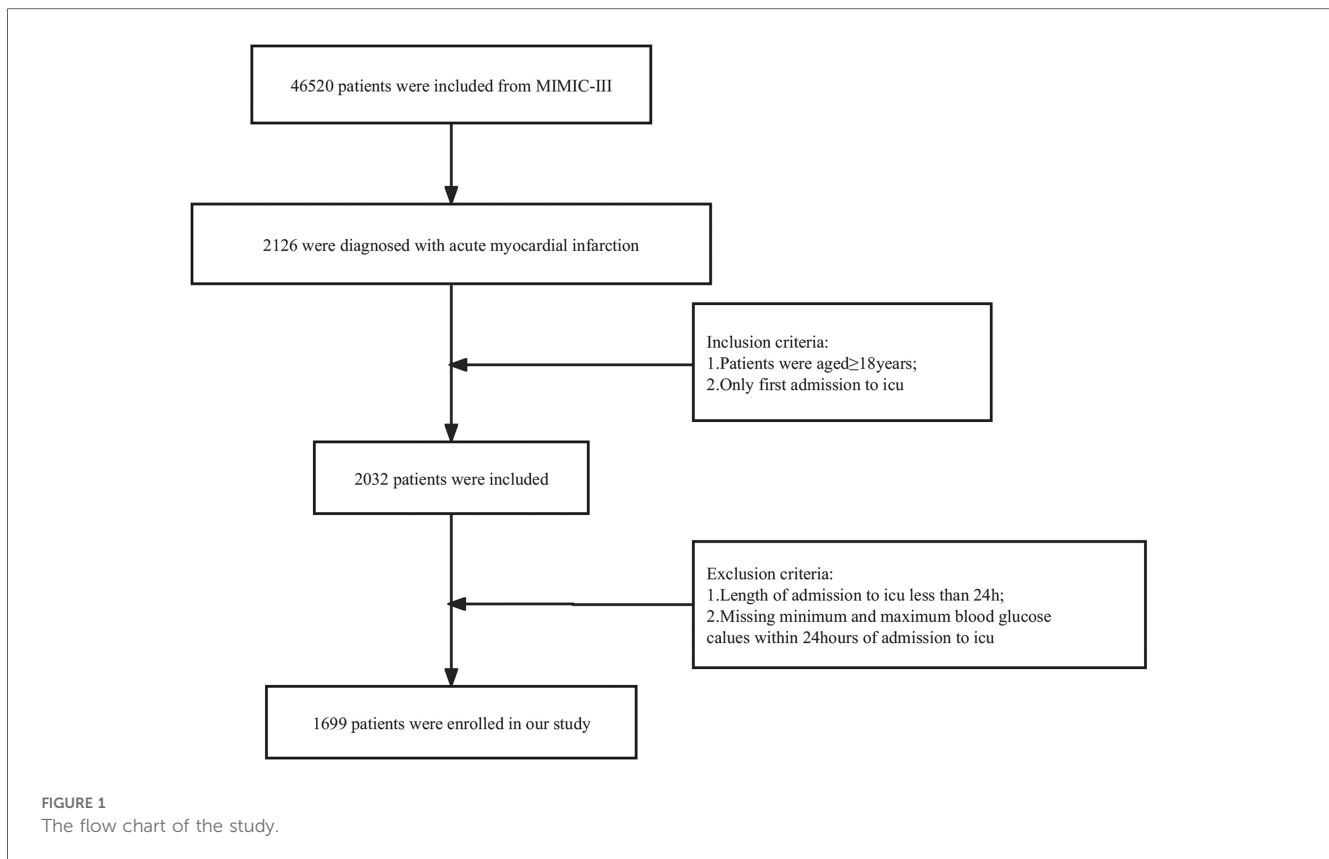 46520 patients were included from MIMIC-III
2126 were diagnosed with acute myocardial infarction
Inclusion criteria:
1.Patients were aged≥18years;
2.Only first admission to icu
2032 patients were included
Exclusion criteria:
1.Length of admission to icu less than 24h;
2.Missing minimum and maximum blood glucose
calues within 24hours of admission to icu
1699 patients were enrolled in our study
FIGURE 1
The flow chart of the study.